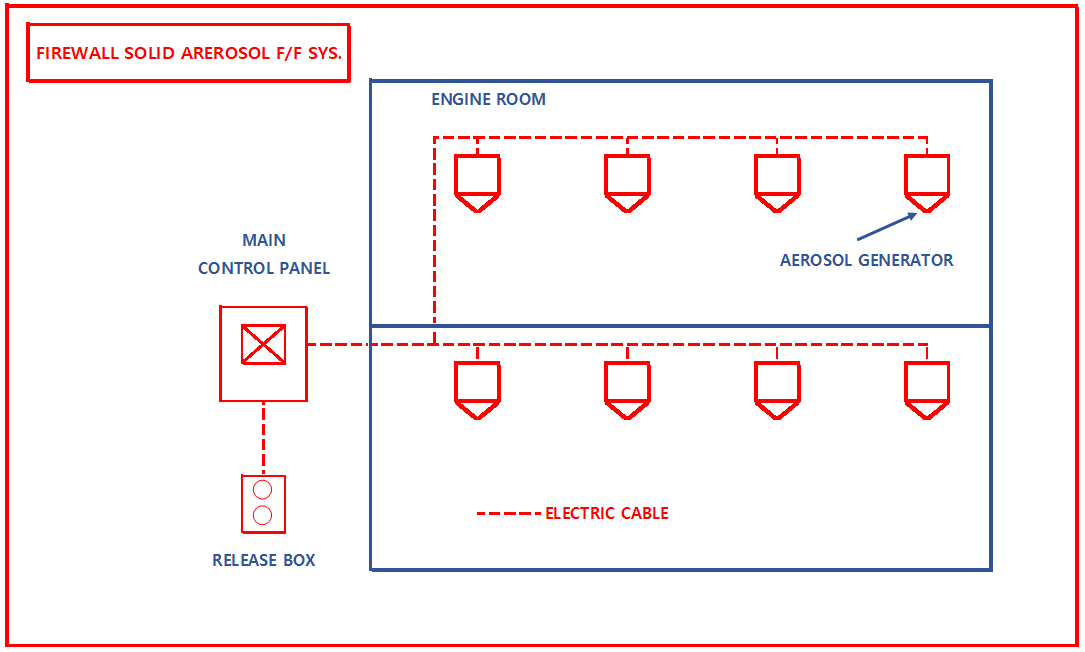 FIREWALL SOLID AREROSOL F/F SYS.
ENGINE ROOM
AEROSOL GENERATOR
MAIN
CONTROL PANEL
ELECTRIC CABLE
RELEASE BOX